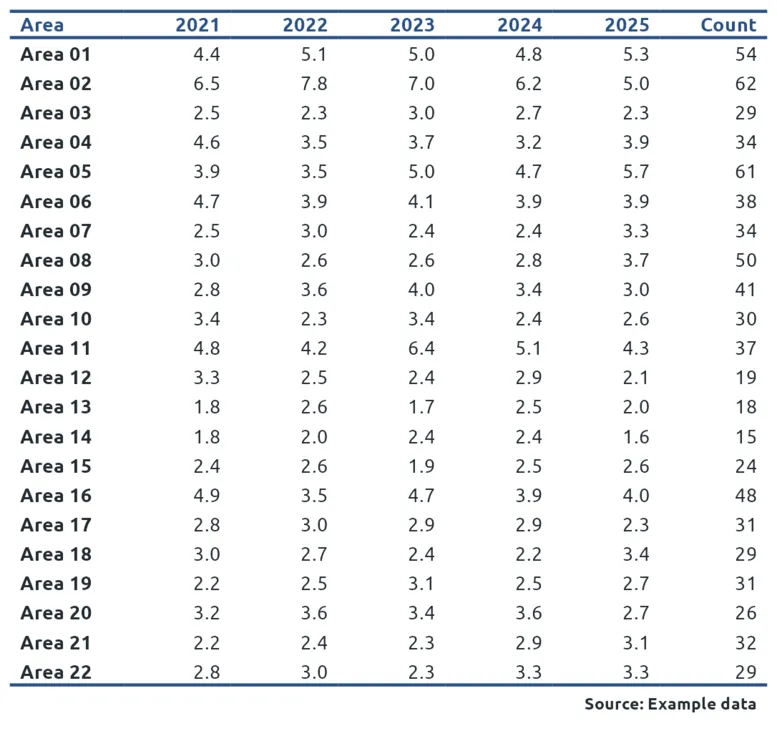 Area 2021 2022 2023 2024 2025 Count
Area 01 4.4 5.1 5.0 4.8 5.3 54
Area 02 6.5 7.8 7.0 6.2 5.0 62
Area 03 2.5 2.3 3.0 2.7 2.3 29
Area 04 4.6 3.5 3.7 3.2 3.9 34
Area 05 3.9 3.5 5.0 4.7 5.7 61
Area 06 4.7 3.9 4.1 3.9 3.9 38
Area 07 2.5 3.0 2.4 2.4 3.3 34
Area 08 3.0 2.6 2.6 2.8 3.7 50
Area 09 2.8 3.6 4.0 3.4 3.0 41
Area 10 3.4 2.3 3.4 2.4 2.6 30
Area 11 4.8 4.2 6.4 5.1 4.3 37
Area 12 3.3 2.5 2.4 2.9 2.1 19
Area 13 1.8 2.6 1.7 2.5 2.0 18
Area 14 1.8 2.0 2.4 2.4 1.6 15
Area 15 2.4 2.6 1.9 2.5 2.6 24
Area 16 4.9 3.5 4.7 3.9 4.0 48
Area 17 2.8 3.0 2.9 2.9 2.3 31
Area 18 3.0 2.7 2.4 2.2 3.4 29
Area 19 2.2 2.5 3.1 2.5 2.7 31
Area 20 3.2 3.6 3.4 3.6 2.7 26
Area 21 2.2 2.4 2.3 2.9 3.1 32
Area 22 2.8 3.0 2.3 3.3 3.3 29
Source: Example data